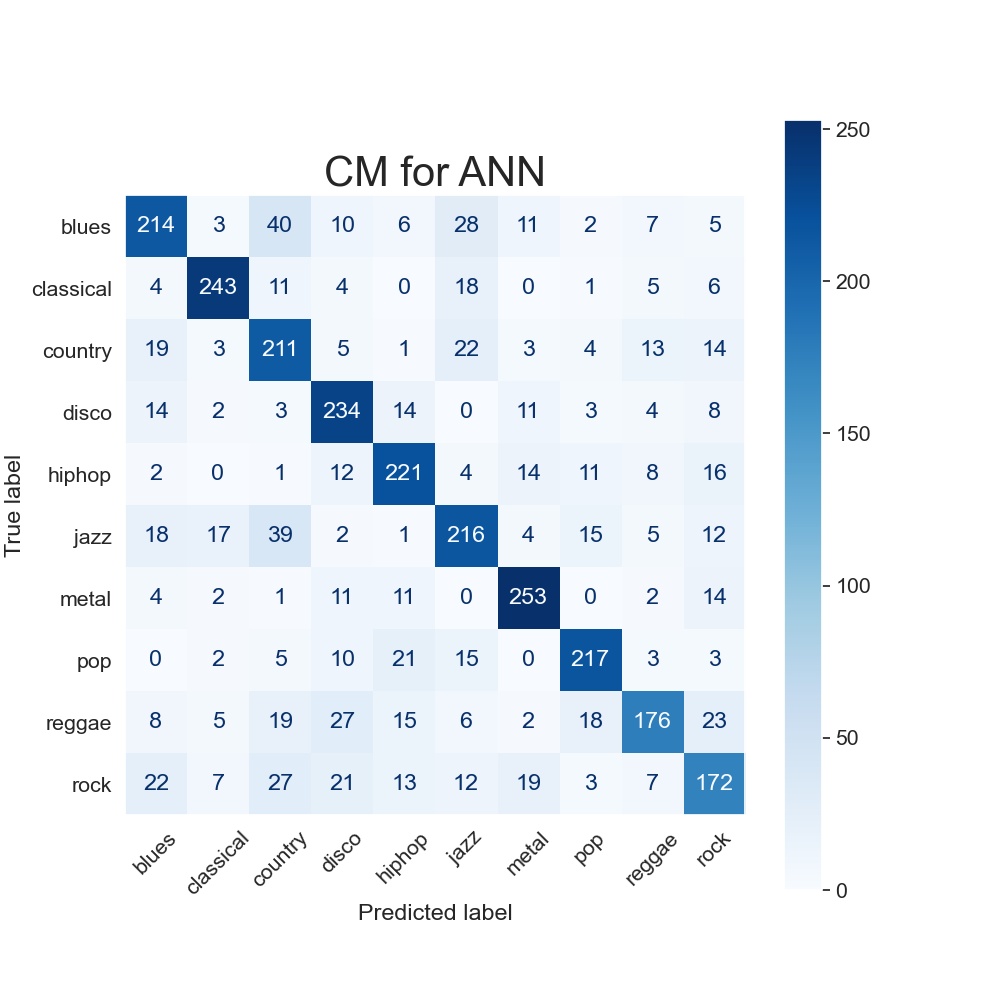 CM for ANN
250
200
150
100
50
0
True label
blues 214 3 40 10 6 28 11 2 7 5
classical 4 243 11 4 0 18 0 1 5 6
country 19 3 211 5 1 22 3 4 13 14
disco 14 2 3 234 14 0 11 3 4 8
hiphop 2 0 1 12 221 4 14 11 8 16
jazz 18 17 39 2 1 216 4 15 5 12
metal 4 2 1 11 11 0 253 0 2 14
pop 0 2 5 10 21 15 0 217 3 3
reggae 8 5 19 27 15 6 2 18 176 23
rock 22 7 27 21 13 12 19 3 7 172
blues classical country disco hiphop jazz metal pop reggae rock
Predicted label